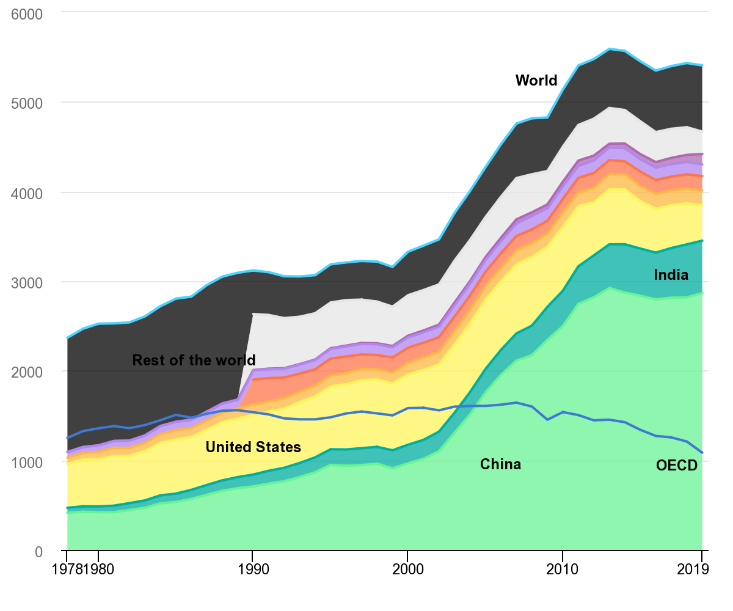 6000
World
5000
4000
3000
India
Rest of the world
2000
United States
China
OECD
1000
0
1978
1980
1990
2000
2010
2019